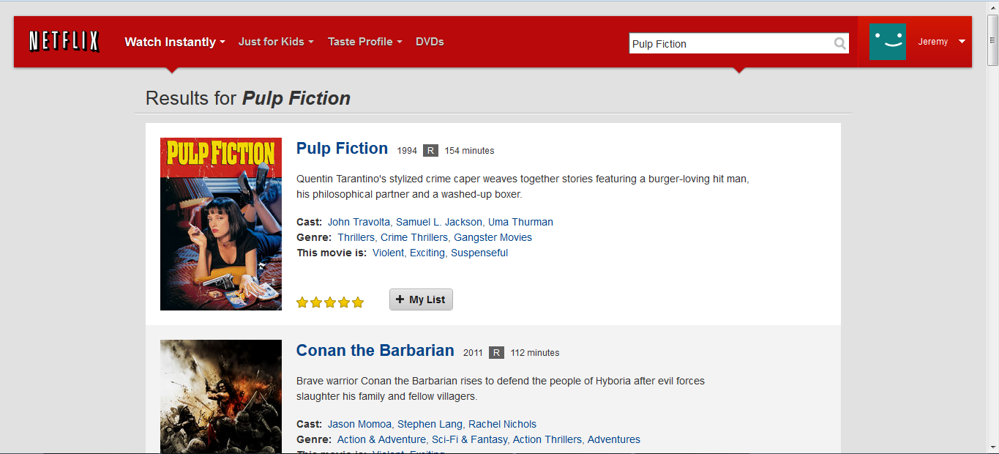 NETFLIX
Watch Instantly
Just for Kids
Taste Profile
DVDs
Pulp Fiction
Jeremy
Results for Pulp Fiction
PULP FICTION
Pulp Fiction 1994 R 154 minutes
Quentin Tarantino's stylized crime caper weaves together stories featuring a burger-loving hit man,
his philosophical partner and a washed-up boxer.
Cast: John Travolta, Samuel L. Jackson, Uma Thurman
Genre: Thrillers, Crime Thrillers, Gangster Movies
This movie is: Violent, Exciting, Suspenseful
+ My List
Conan the Barbarian 2011 R 112 minutes
Brave warrior Conan the Barbarian rises to defend the people of Hyboria after evil forces
slaughter his family and fellow villagers.
Cast: Jason Momoa, Stephen Lang, Rachel Nichols
Genre: Action & Adventure, Sci-Fi & Fantasy, Action Thrillers, Adventures
This movie is: Violent, Exciting